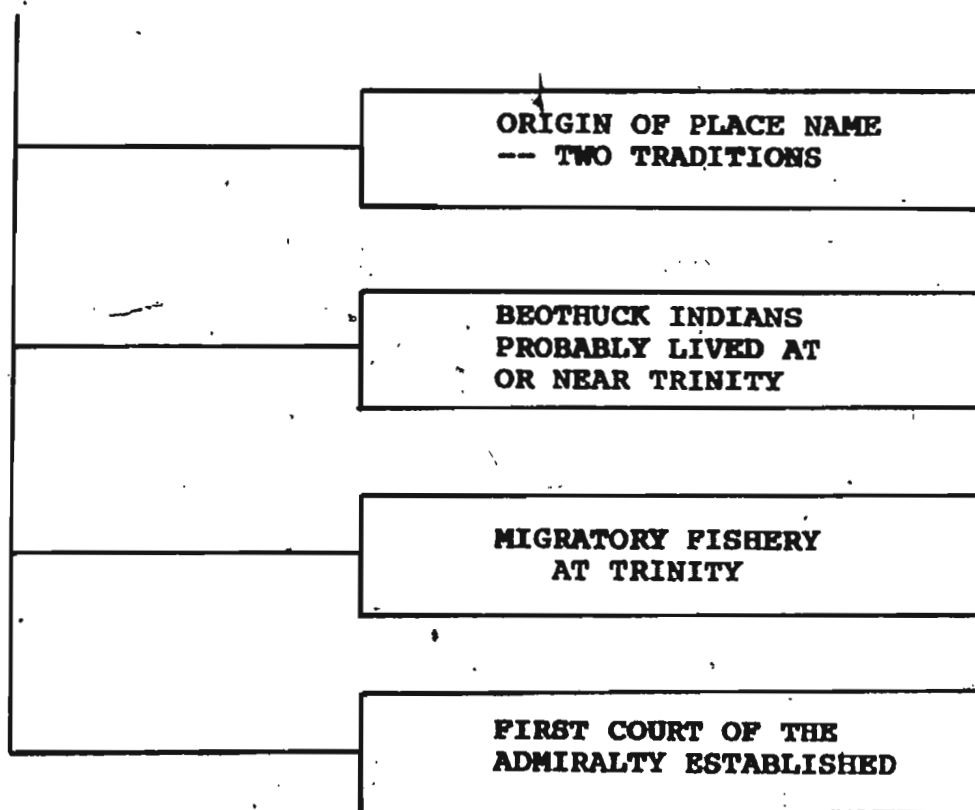 ORIGIN OF PLACE NAME
-- TWO TRADITIONS
BEOTHUCK INDIANS
PROBABLY LIVED AT
OR NEAR TRINITY
MIGRATORY FISHERY
AT TRINITY
FIRST COURT OF THE
ADMIRALTY ESTABLISHED